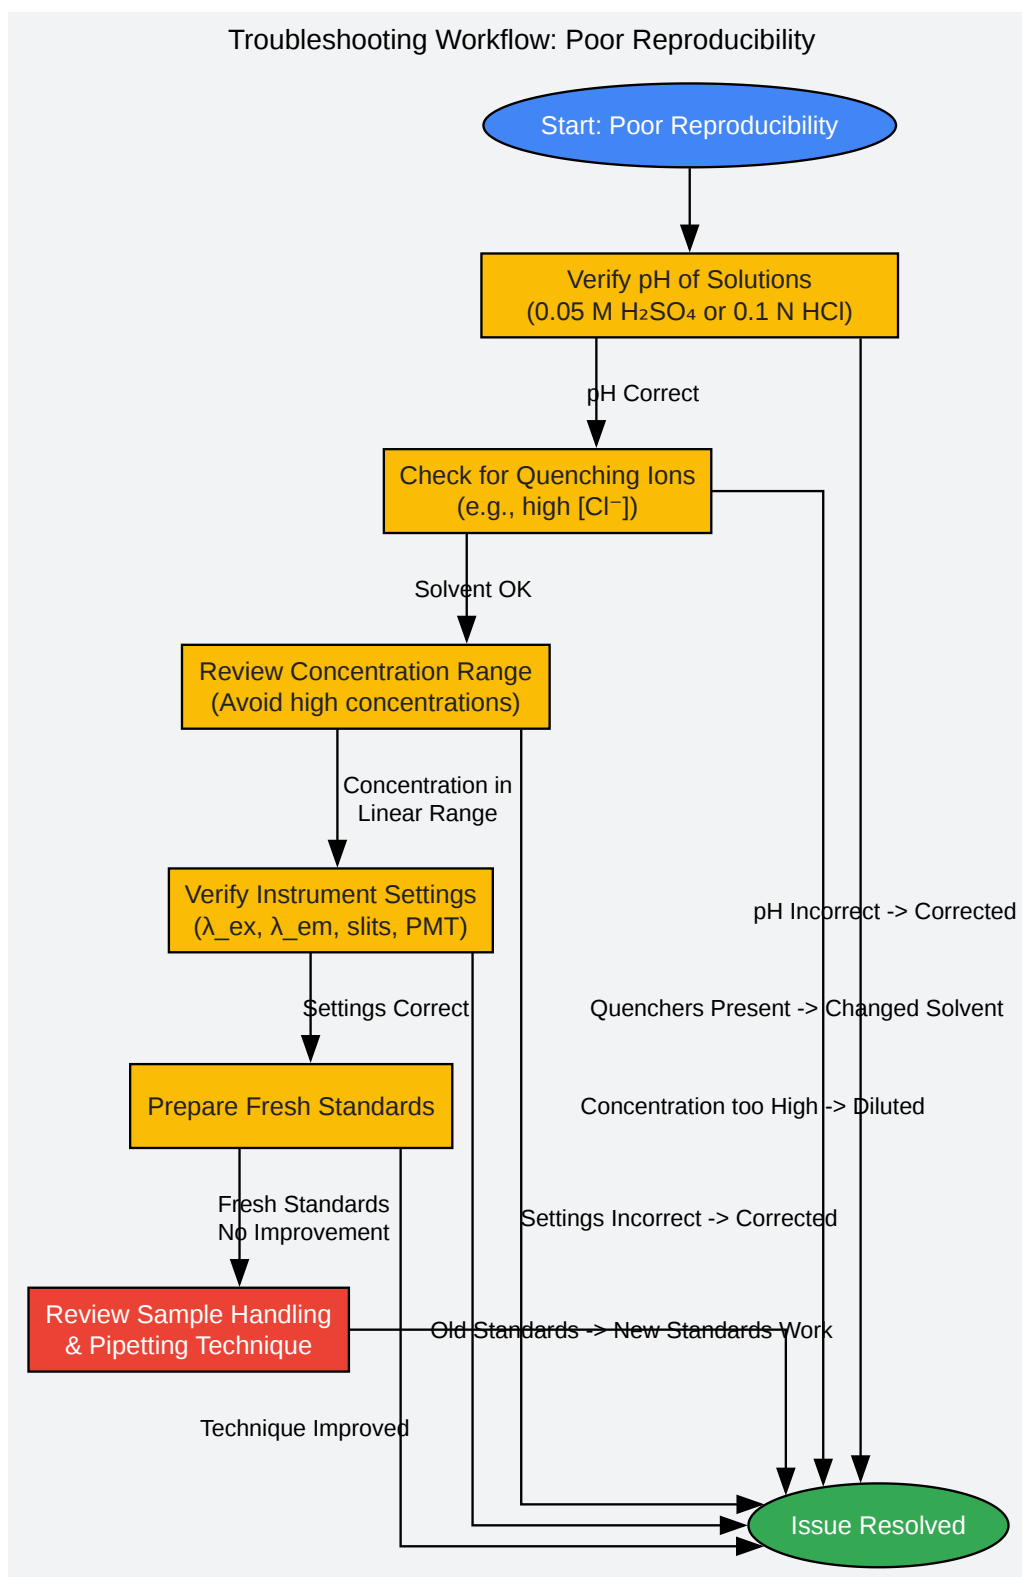 Troubleshooting Workflow: Poor Reproducibility
Start: Poor Reproducibility
Verify pH of Solutions
(0.05 M H₂SO₄ or 0.1 N HCl)
pH Correct
Check for Quenching Ions
(e.g., high [Cl⁻])
Solvent OK
Review Concentration Range
(Avoid high concentrations)
Concentration in
Linear Range
Verify Instrument Settings
(λ_ex, λ_em, slits, PMT)
pH Incorrect -> Corrected
Settings Correct
Quenchers Present -> Changed Solvent
Prepare Fresh Standards
Concentration too High -> Diluted
Fresh Standards
No Improvement
Settings Incorrect -> Corrected
Review Sample Handling
& Pipetting Technique
Old Standards -> New Standards Work
Technique Improved
Issue Resolved